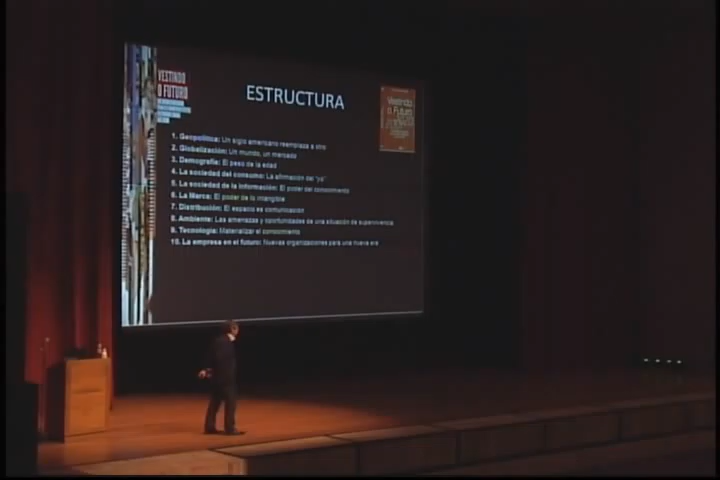 VESTINDO
O FUTURO
ESTRUCTURA
Vestindo
o Futuro
1. Geopolítica: Un siglo americano reemplaza a otro
2. Globalización: Un mundo, un mercado
3. Demografía: El peso de la edad
4. La sociedad del consumo: La afirmación del "yo"
5. La sociedad de la información: El poder del conocimiento
6. La Marca: El poder de lo intangible
7. Distribución: El espacio es comunicación
8. Ambiente: Las amenazas y oportunidades de una situación de supervivencia
9. Tecnología: Materializar el conocimiento
10. La empresa en el futuro: Nuevas organizaciones para una nueva era